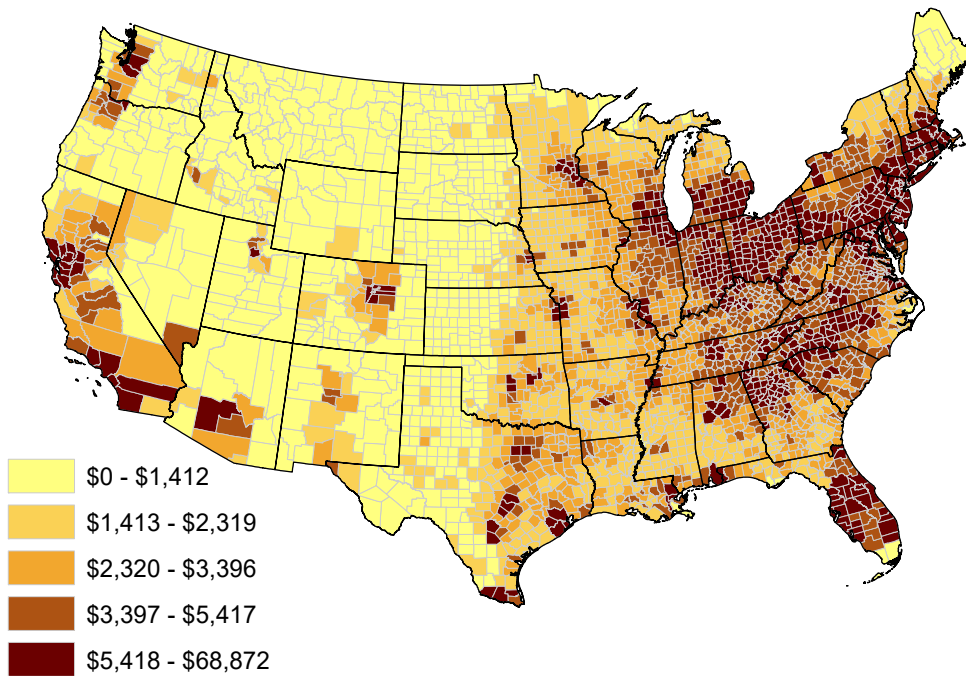 $0 - $1,412
$1,413 - $2,319
$2,320 - $3,396
$3,397 - $5,417
$5,418 - $68,872